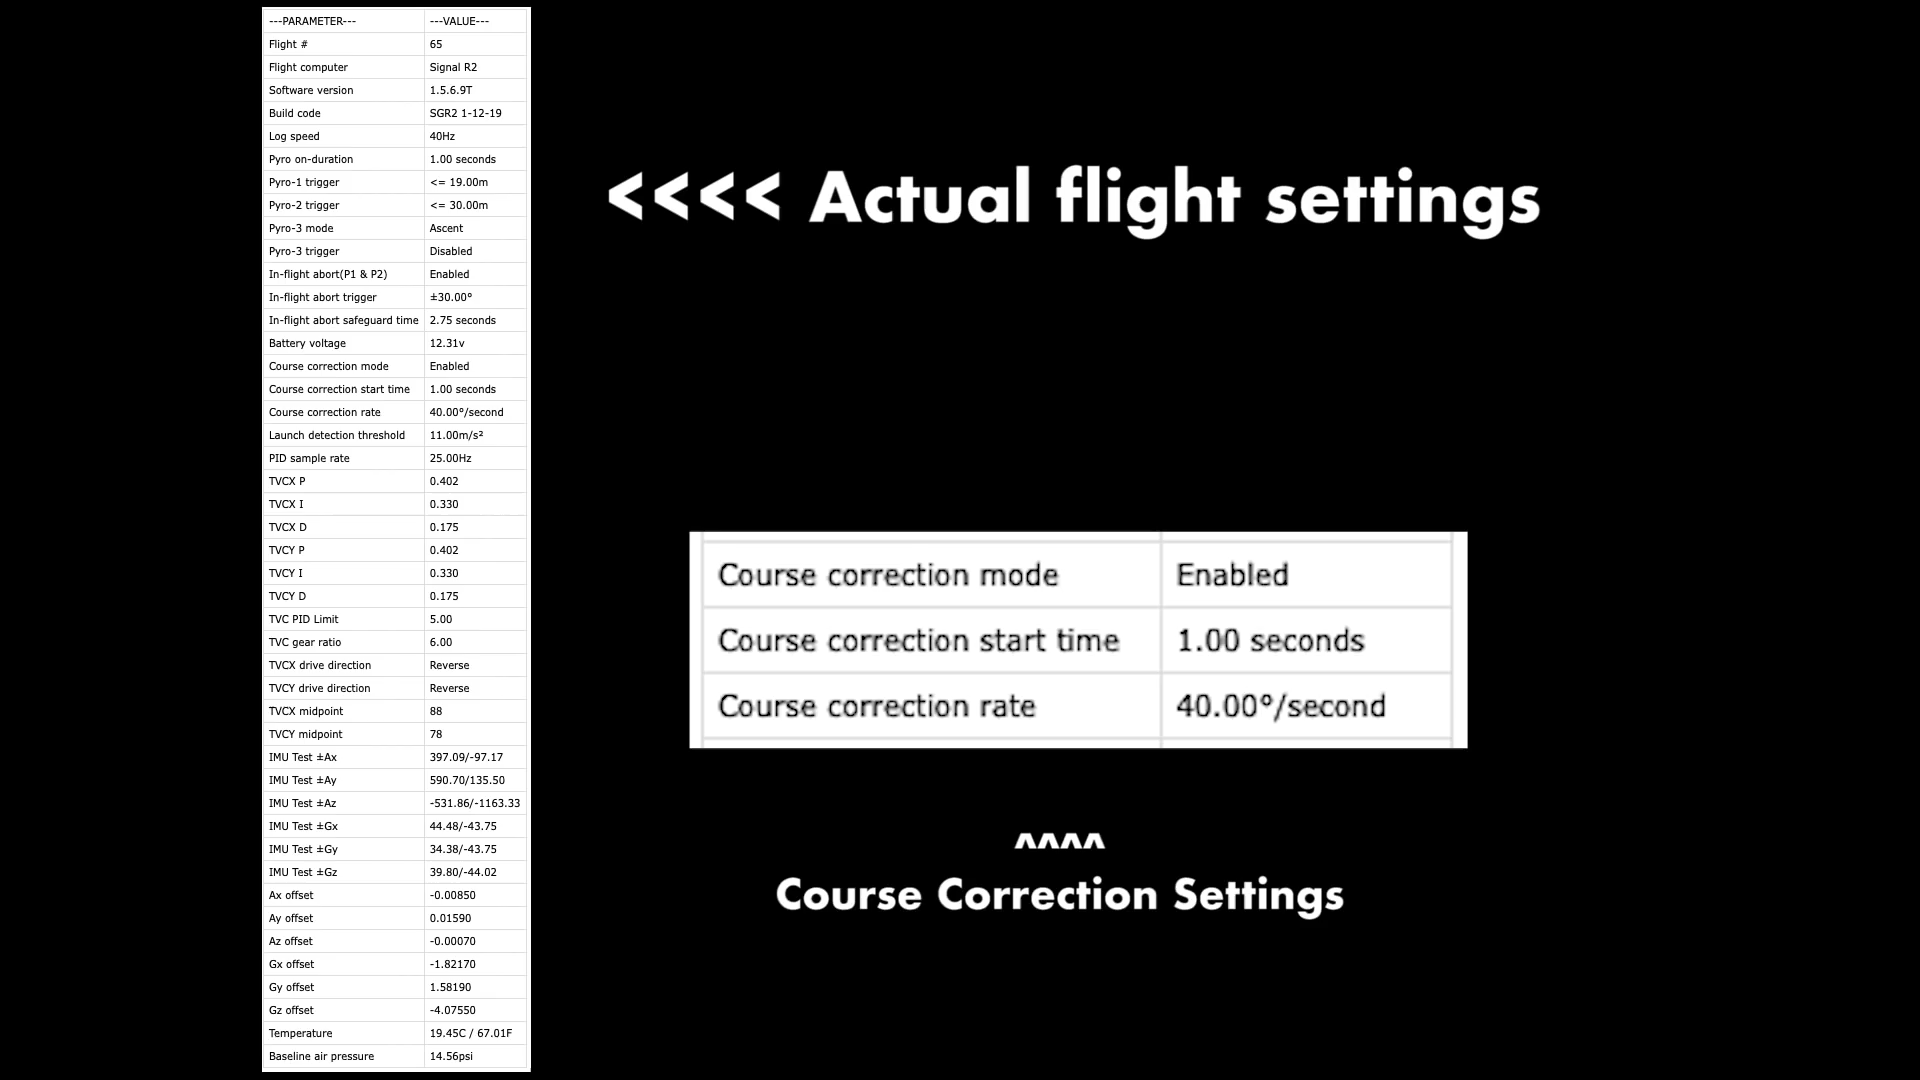 ---PARAMETER--- ---VALUE---
Flight # 65
Flight computer Signal R2
Software version 1.5.6.9T
Build code SGR2 1-12-19
Log speed 40Hz
Pyro on-duration 1.00 seconds
Pyro-1 trigger <= 19.00m
Pyro-2 trigger <= 30.00m
Pyro-3 mode Ascent
Pyro-3 trigger Disabled
In-flight abort(P1 & P2) Enabled
In-flight abort trigger ±30.00°
In-flight abort safeguard time 2.75 seconds
Battery voltage 12.31v
Course correction mode Enabled
Course correction start time 1.00 seconds
Course correction rate 40.00°/second
Launch detection threshold 11.00m/s²
PID sample rate 25.00Hz
TVCX P 0.402
TVCX I 0.330
TVCX D 0.175
TVCY P 0.402
TVCY I 0.330
TVCY D 0.175
TVC PID Limit 5.00
TVC gear ratio 6.00
TVCX drive direction Reverse
TVCY drive direction Reverse
TVCX midpoint 88
TVCY midpoint 78
IMU Test ±Ax 397.09/-97.17
IMU Test ±Ay 590.70/135.50
IMU Test ±Az -531.86/-1163.33
IMU Test ±Gx 44.48/-43.75
IMU Test ±Gy 34.38/-43.75
IMU Test ±Gz 39.80/-44.02
Ax offset -0.00850
Ay offset 0.01590
Az offset -0.00070
Gx offset -1.82170
Gy offset 1.58190
Gz offset -4.07550
Temperature 19.45C / 67.01F
Baseline air pressure 14.56psi
<<<< Actual flight settings
Course correction mode Enabled
Course correction start time 1.00 seconds
Course correction rate 40.00°/second
^^^^
Course Correction Settings